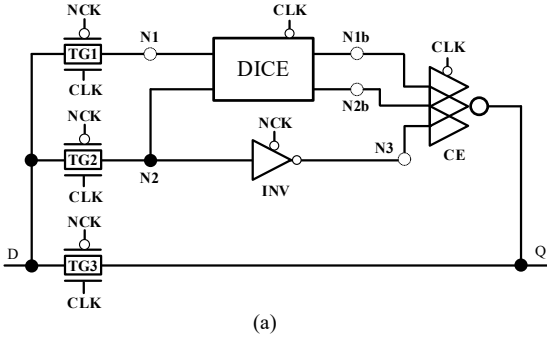 NCK
CLK
TG1
N1
DICE
N1b
CLK
CLK
NCK
N2b
TG2
N2
NCK
INV
N3
CE
CLK
NCK
D
TG3
Q
CLK
(a)